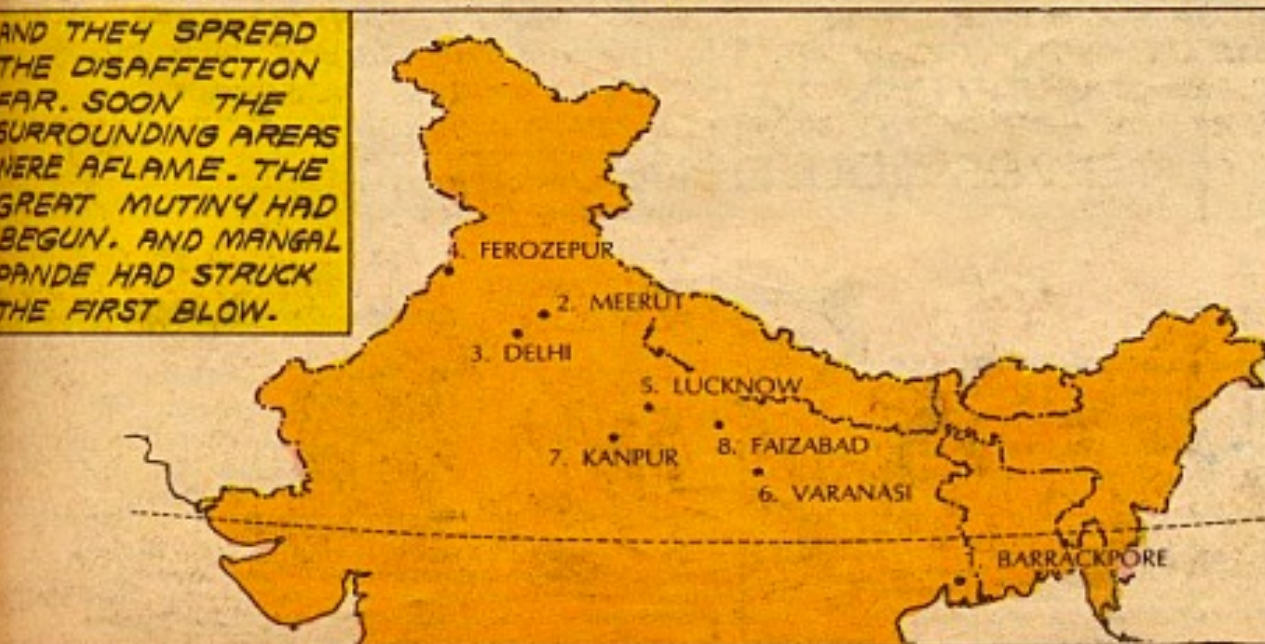 AND THEY SPREAD
THE DISAFFECTION
FAR. SOON THE
SURROUNDING AREAS
WERE AFLAME. THE
GREAT MUTINY HAD
BEGUN. AND MANGAL
PANDE HAD STRUCK
THE FIRST BLOW.
4. FEROZEPUR
2. MEERUT
3. DELHI
5. LUCKNOW
8. FAIZABAD
7. KANPUR
6. VARANASI
1. BARRACKPORE